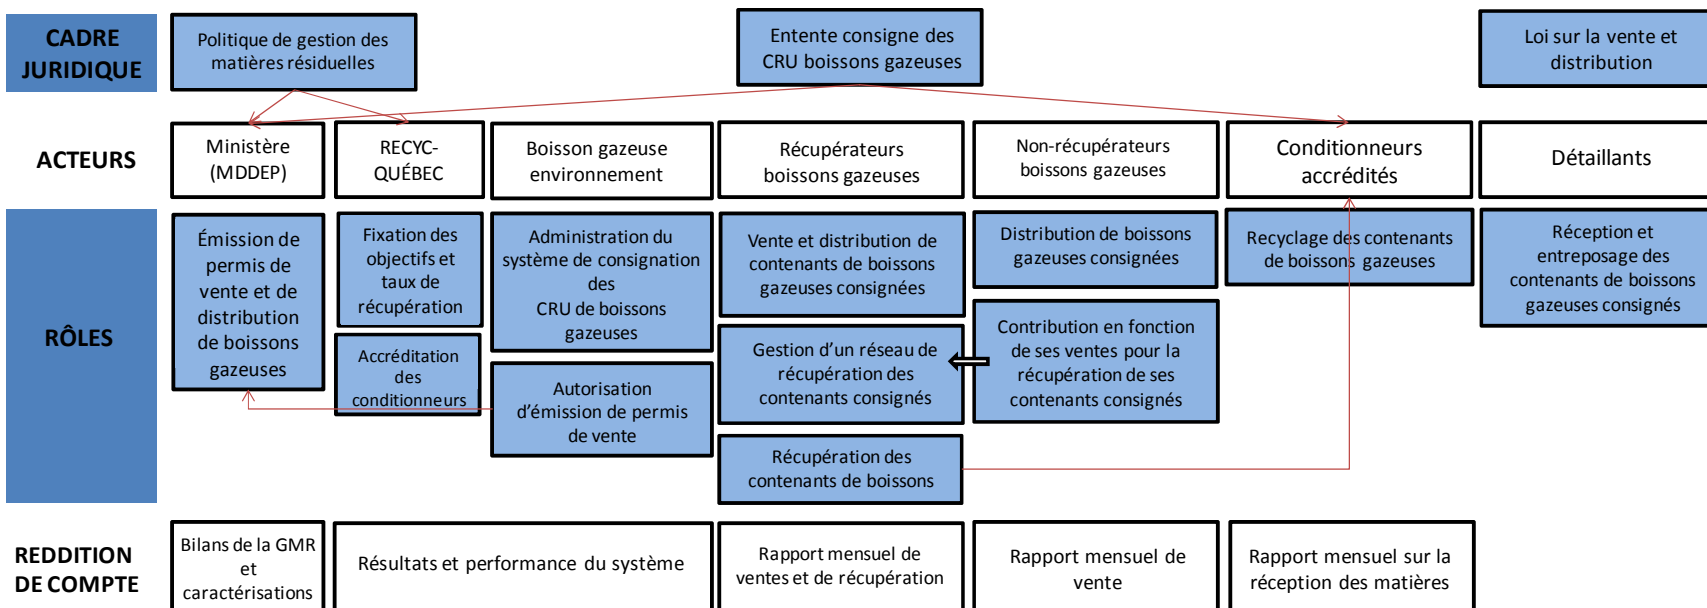 CADRE
JURIDIQUE
Politique de gestion des
matières résiduelles
Entente consigne des
CRU boissons gazeuses
Loi sur la vente et
distribution
ACTEURS
Ministère
(MDDEP)
RECYC-
QUÉBEC
Boisson gazeuse
environnement
Récupérateurs
boissons gazeuses
Non-récupérateurs
boissons gazeuses
Conditionneurs
accrédités
Détaillants
RÔLES
Émission de
permis de
vente et de
distribution
de boissons
gazeuses
Fixation des
objectifs et
taux de
récupération
Accréditation
des
conditionneurs
Administration du
système de consignation
des
CRU de boissons
gazeuses
Autorisation
d’émission de permis
de vente
Vente et distribution de
contenants de boissons
gazeuses consignées
Gestion d’un réseau de
récupération des
contenants consignés
Récupération des
contenants de boissons
Distribution de boissons
gazeuses consignées
Contribution en fonction
de ses ventes pour la
récupération de ses
contenants consignés
Recyclage des contenants
de boissons gazeuses
Réception et
entreposage des
contenants de boissons
gazeuses consignés
REDDITION
DE COMPTE
Bilans de la GMR
et
caractérisations
Résultats et performance du système
Rapport mensuel de
ventes et de récupération
Rapport mensuel de
vente
Rapport mensuel sur la
réception des matières